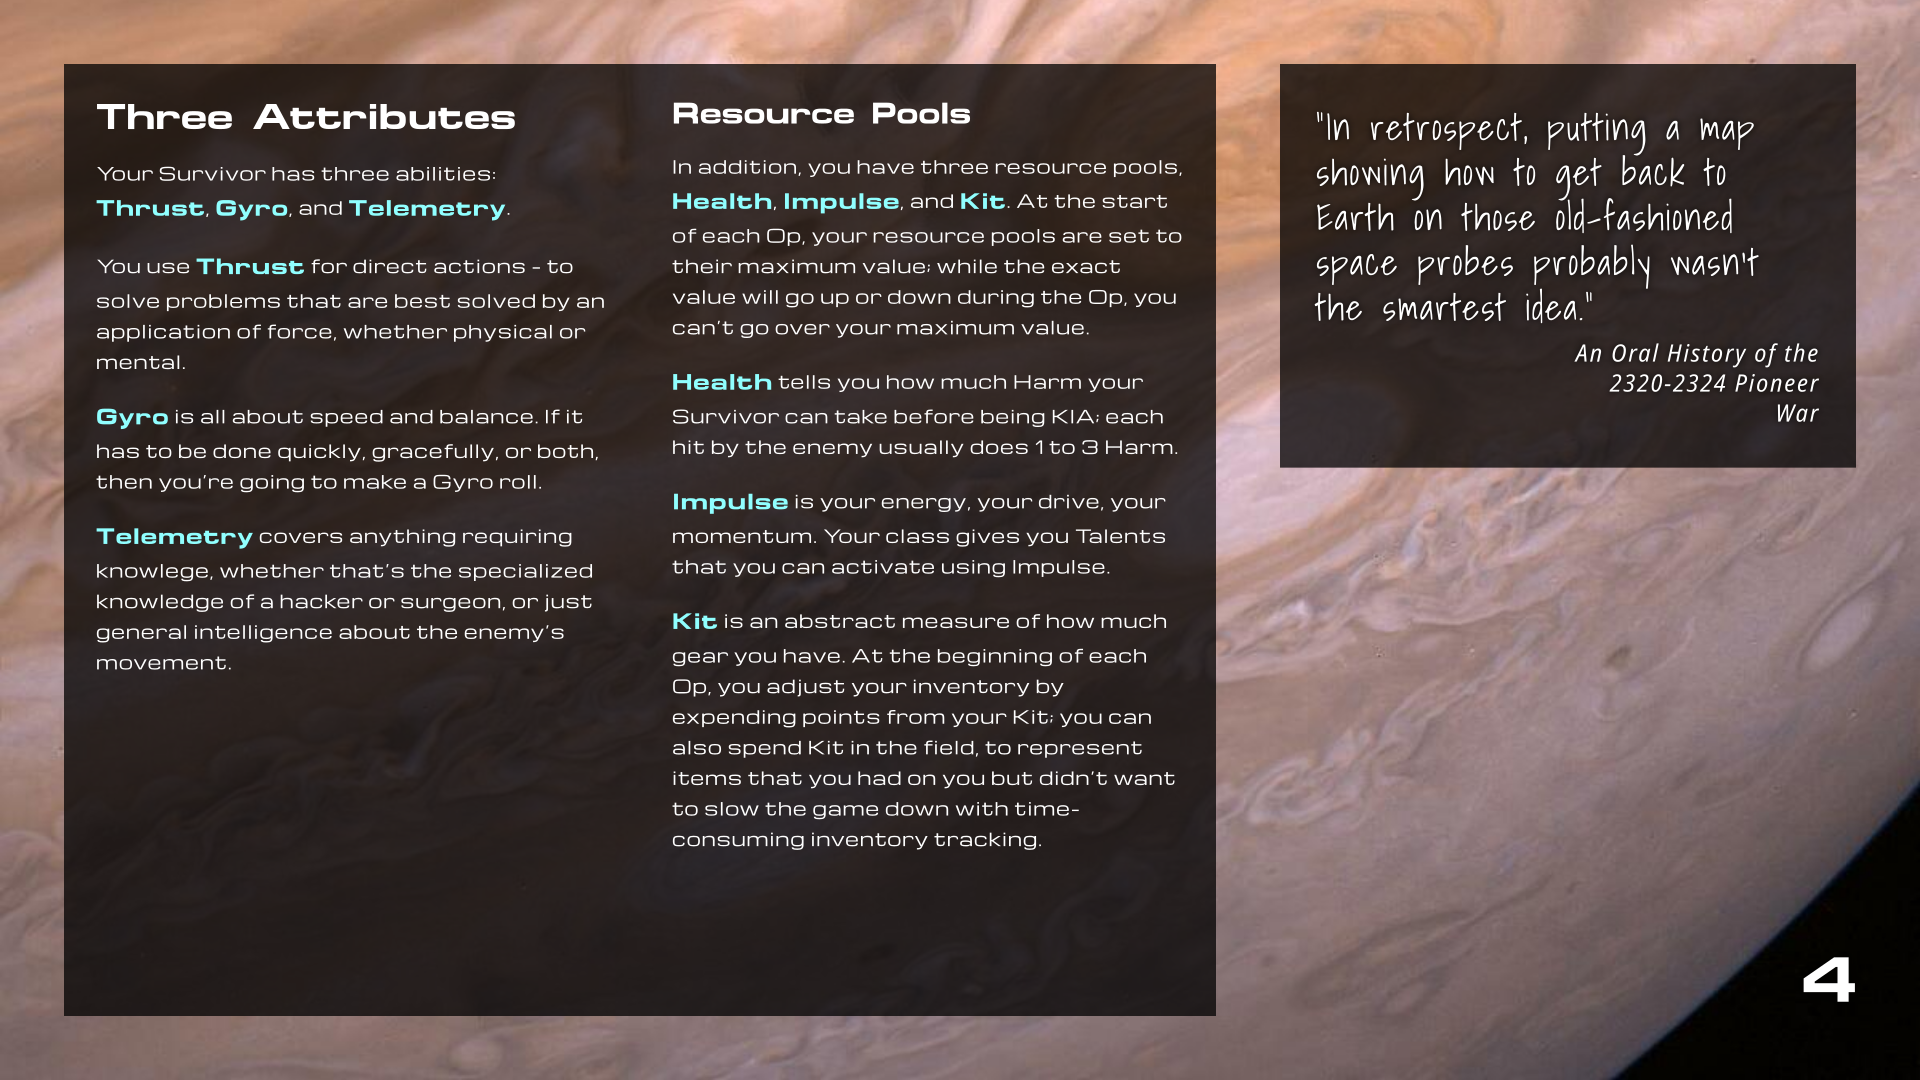 Three Attributes
Your Survivor has three abilities:
Thrust, Gyro, and Telemetry.
You use Thrust for direct actions - to
solve problems that are best solved by an
application of force, whether physical or
mental.
Gyro is all about speed and balance. If it
has to be done quickly, gracefully, or both,
then you're going to make a Gyro roll.
Telemetry covers anything requiring
knowlege, whether that's the specialized
knowledge of a hacker or surgeon, or just
general intelligence about the enemy's
movement.
Resource Pools
In addition, you have three resource pools,
Health, Impulse, and Kit. At the start
of each Op, your resource pools are set to
their maximum value; while the exact
value will go up or down during the Op, you
can't go over your maximum value.
Health tells you how much Harm your
Survivor can take before being KIA; each
hit by the enemy usually does 1 to 3 Harm.
Impulse is your energy, your drive, your
momentum. Your class gives you Talents
that you can activate using Impulse.
Kit is an abstract measure of how much
gear you have. At the beginning of each
Op, you adjust your inventory by
expending points from your Kit; you can
also spend Kit in the field, to represent
items that you had on you but didn't want
to slow the game down with time-
consuming inventory tracking.
"In retrospect, putting a map
showing how to get back to
Earth on those old-fashioned
space probes probably wasn't
the smartest idea."
An Oral History of the
2320-2324 Pioneer
War
4